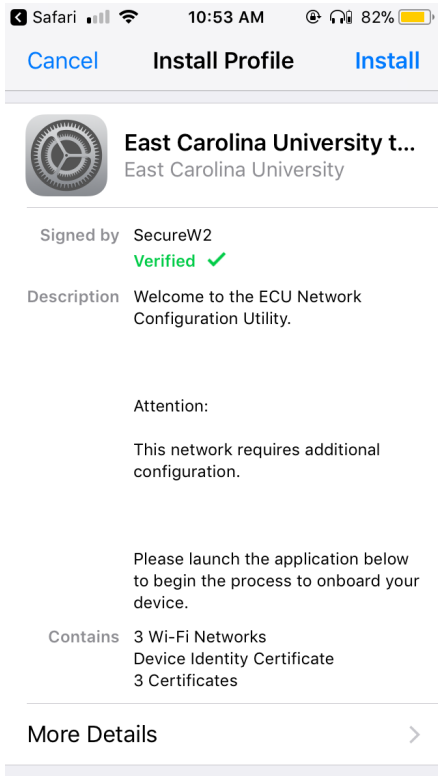 Safari 10:53 AM 82%
Cancel Install Profile Install
East Carolina University t...
East Carolina University
Signed by SecureW2
Verified
Description Welcome to the ECU Network
Configuration Utility.
Attention:
This network requires additional
configuration.
Please launch the application below
to begin the process to onboard your
device.
Contains 3 Wi-Fi Networks
Device Identity Certificate
3 Certificates
More Details